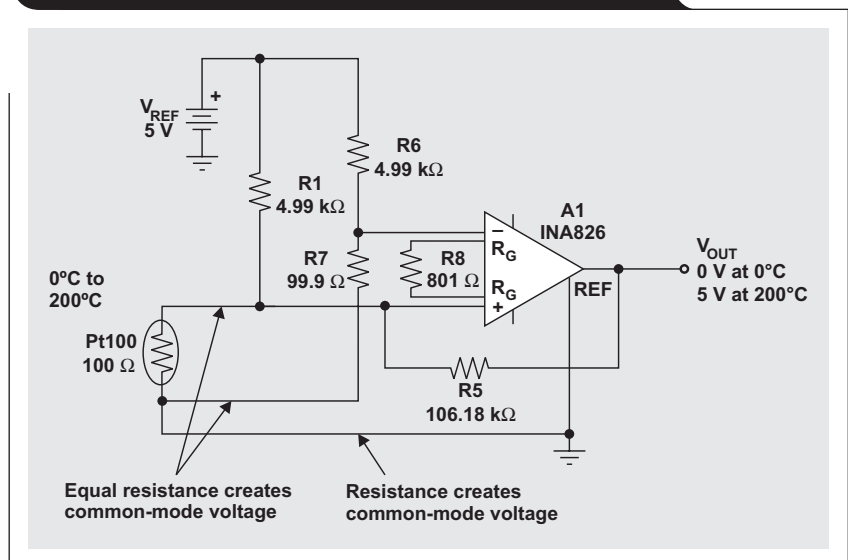 V_REF
5 V
+
R6
4.99 kΩ
R1
4.99 kΩ
A1
INA826
−
R_G
R_G
+
REF
R7
99.9 Ω
R8
801 Ω
V_OUT
0 V at 0°C
5 V at 200°C
0ºC to
200ºC
Pt100
100 Ω
R5
106.18 kΩ
Equal resistance creates
common-mode voltage
Resistance creates
common-mode voltage